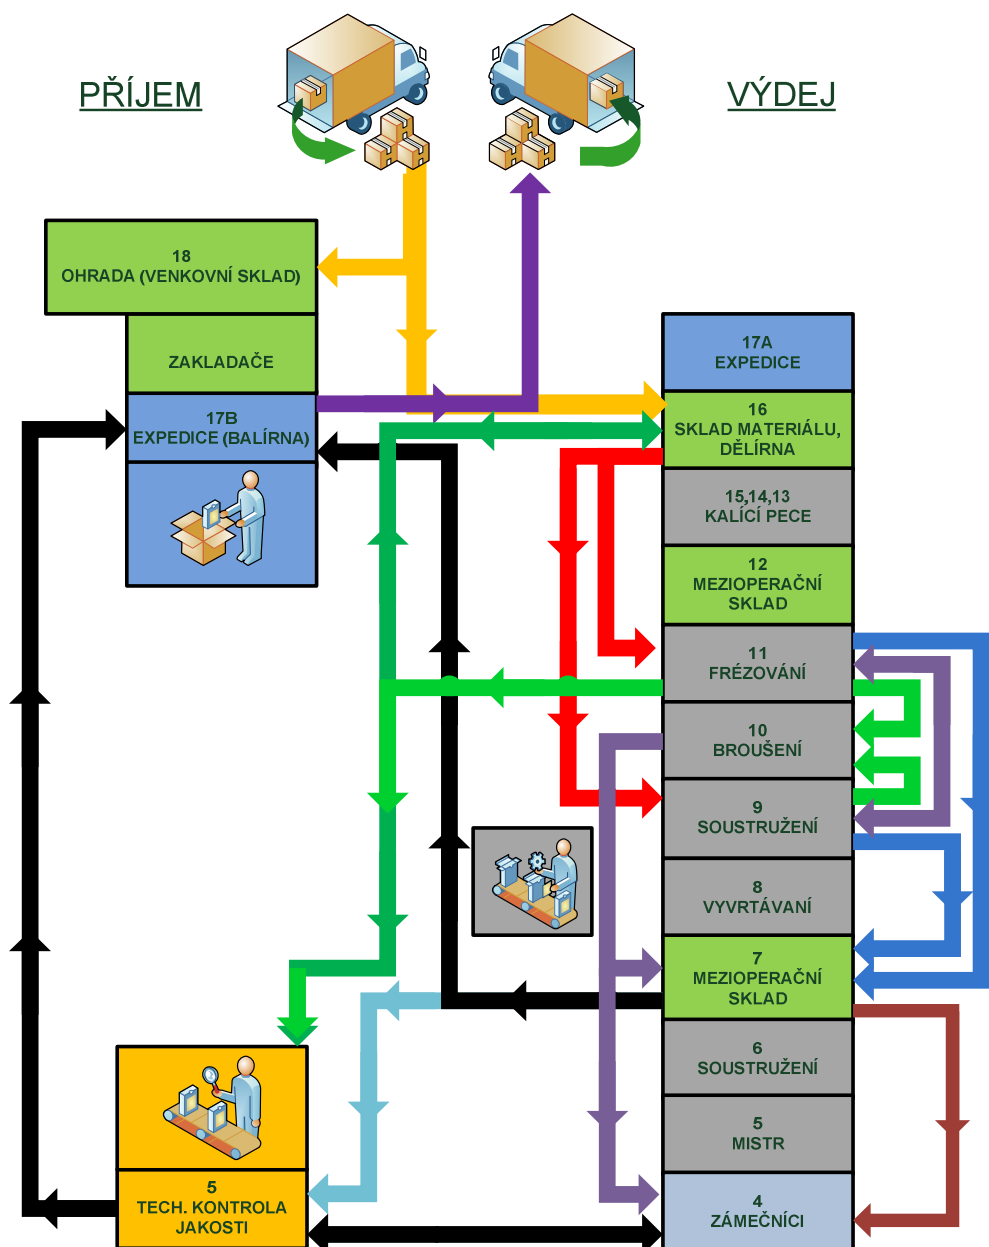 PŘÍJEM
VÝDEJ
18
OHRADA (VENKOVNÍ SKLAD)
ZAKLADAČE
17B
EXPEDICE (BALÍRNA)
17A
EXPEDICE
16
SKLAD MATERIÁLU,
DĚLÍRNA
15,14,13
KALÍCÍ PECE
12
MEZIOPERAČNÍ
SKLAD
11
FRÉZOVÁNÍ
10
BROUŠENÍ
9
SOUSTRUŽENÍ
8
VYVRTÁVANÍ
7
MEZIOPERAČNÍ
SKLAD
6
SOUSTRUŽENÍ
5
MISTR
4
ZÁMEČNÍCI
5
TECH. KONTROLA
JAKOSTI